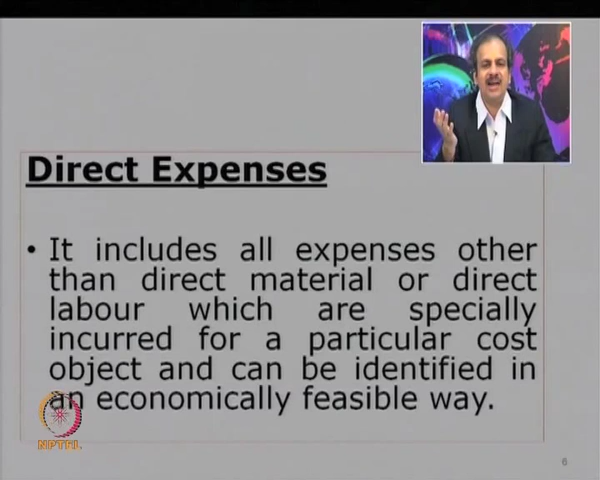 Direct Expenses
• It includes all expenses other
than direct material or direct
labour which are specially
incurred for a particular cost
object and can be identified in
an economically feasible way.
NPTEL
6